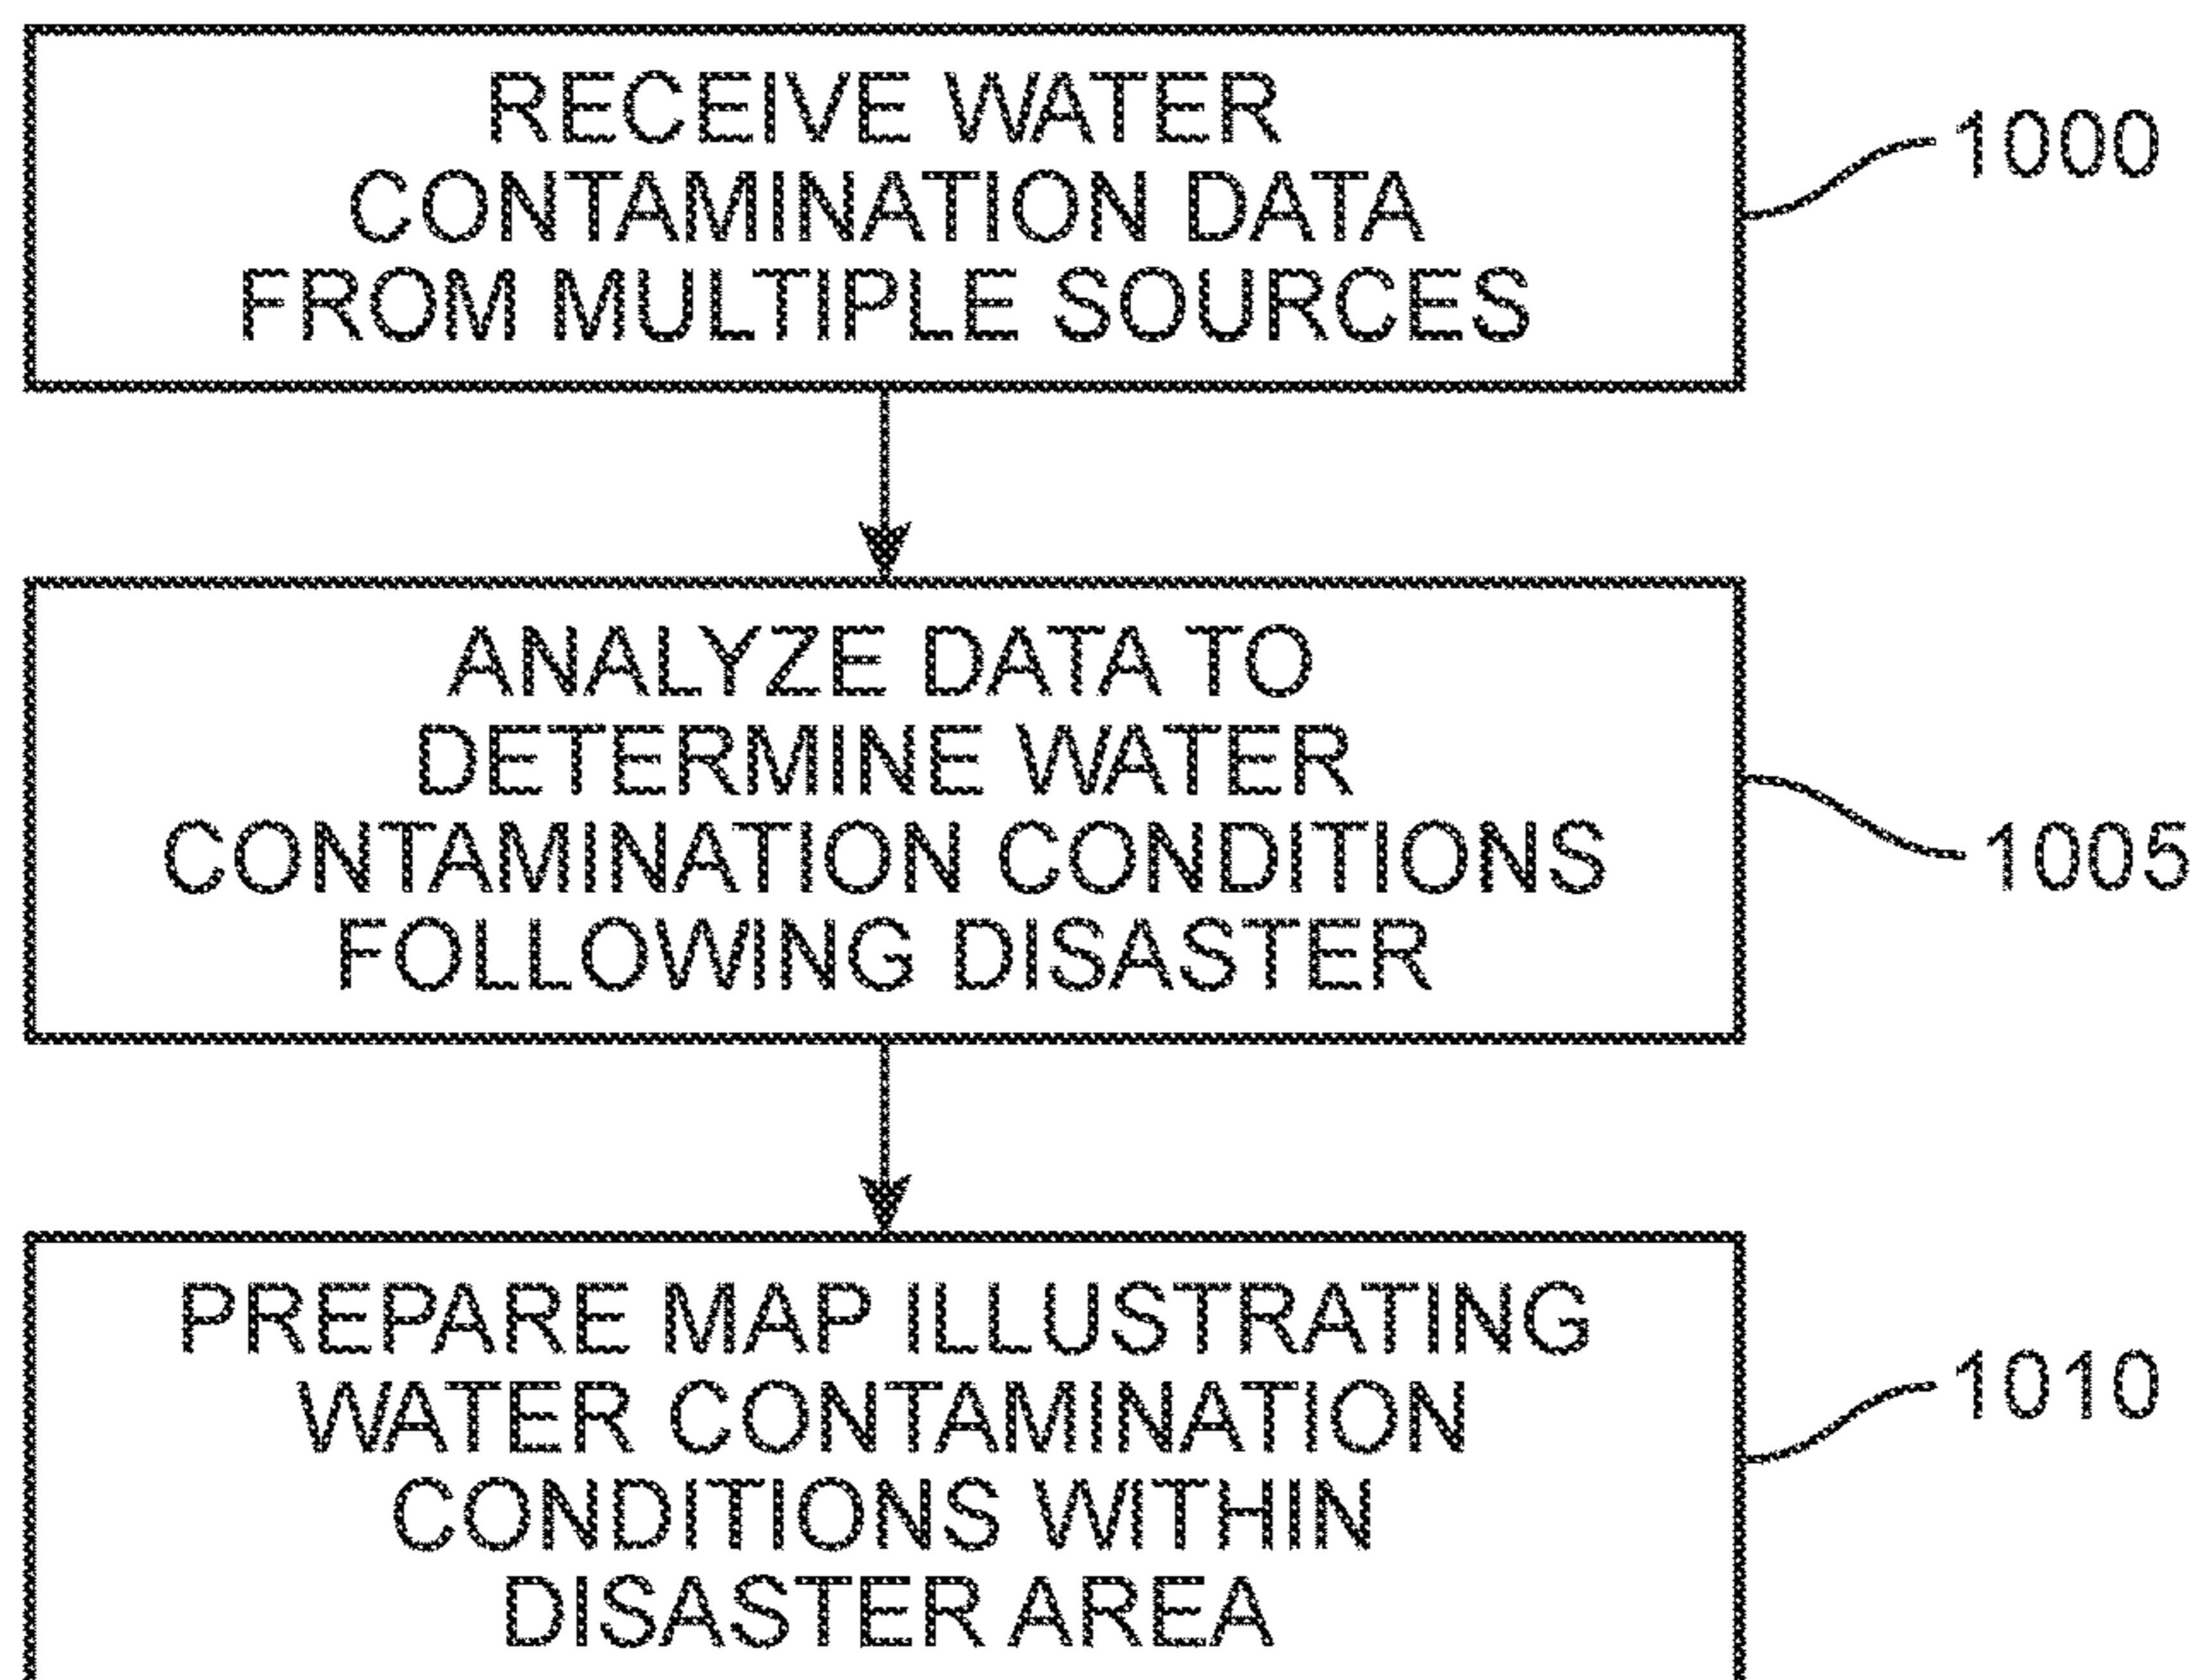 RECEIVE WATER
CONTAMINATION DATA
FROM MULTIPLE SOURCES
1000
ANALYZE DATA TO
DETERMINE WATER
CONTAMINATION CONDITIONS
FOLLOWING DISASTER
1005
PREPARE MAP ILLUSTRATING
WATER CONTAMINATION
CONDITIONS WITHIN
DISASTER AREA
1010